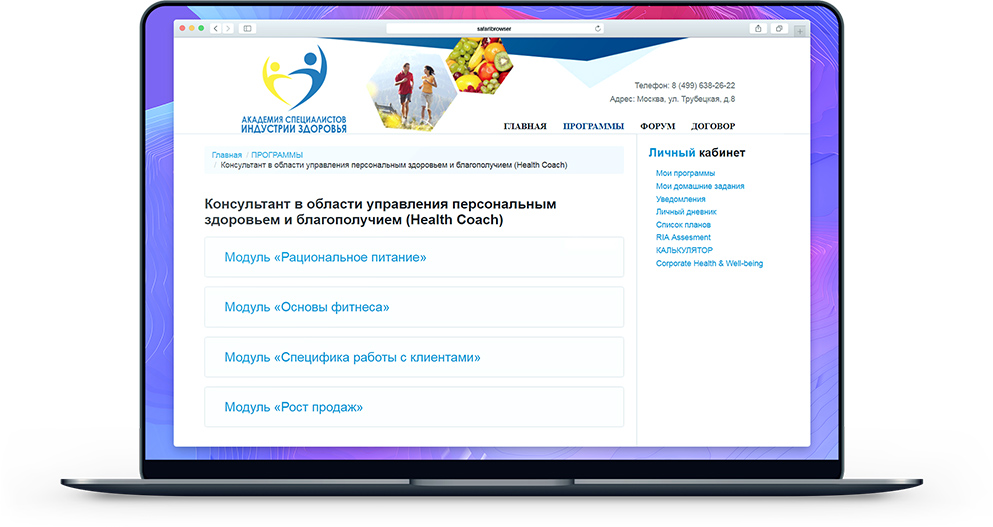 safaribrowser
АКАДЕМИЯ СПЕЦИАЛИСТОВ
ИНДУСТРИИ ЗДОРОВЬЯ
Телефон: 8 (499) 638-26-22
Адрес: Москва, ул. Трубецкая, д.8
ГЛАВНАЯ ПРОГРАММЫ ФОРУМ ДОГОВОР
Главная / ПРОГРАММЫ
/ Консультант в области управления персональным здоровьем и благополучием (Health Coach)
Консультант в области управления персональным
здоровьем и благополучием (Health Coach)
Модуль «Рациональное питание»
Модуль «Основы фитнеса»
Модуль «Специфика работы с клиентами»
Модуль «Рост продаж»
Личный кабинет
Мои программы
Мои домашние задания
Уведомления
Личный дневник
Список планов
RIA Assesment
КАЛЬКУЛЯТОР
Corporate Health & Well-being